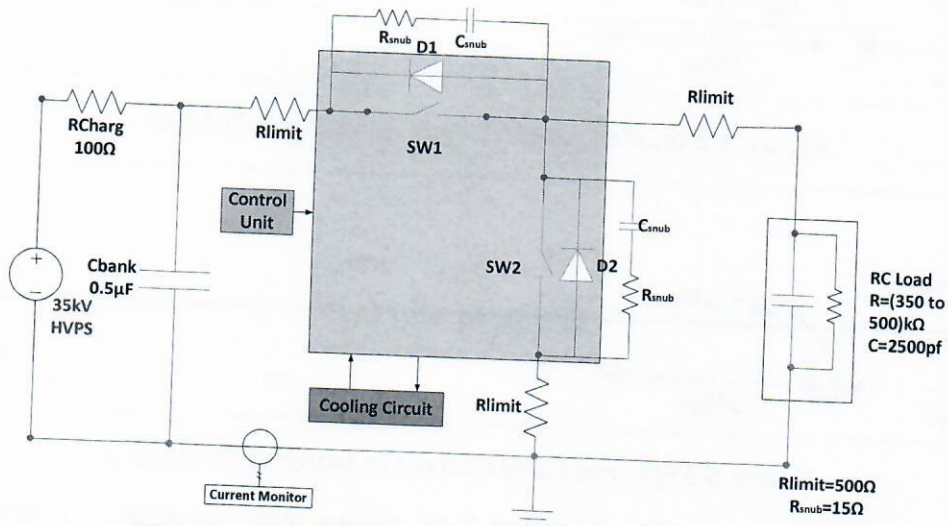 Rsnub
Csnub
D1
RCharg
100Ω
Rlimit
SW1
Rlimit
Control
Unit
Csnub
SW2
D2
Rsnub
+
−
35kV
HVPS
Cbank
0.5µF
RC Load
R=(350 to
500)kΩ
C=2500pf
Cooling Circuit
Rlimit
Current Monitor
Rlimit=500Ω
Rsnub=15Ω